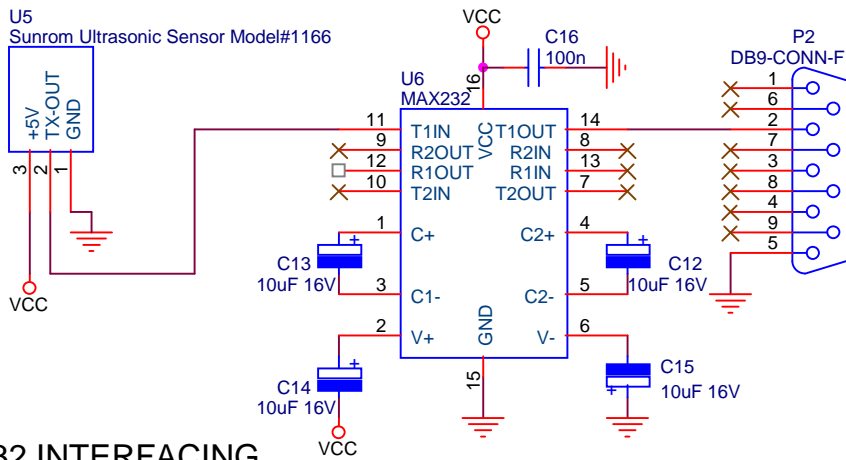 U5
Sunrom Ultrasonic Sensor Model#1166
+5V
TX-OUT
GND
3
2
1
VCC
VCC
C16
100n
U6
MAX232
16
VCC
11 T1IN T1OUT 14
9 R2OUT R2IN 8
12 R1OUT R1IN 13
10 T2IN T2OUT 7
1 C+ C2+ 4
3 C1- C2- 5
2 V+ V- 6
GND
15
+
C13
10uF 16V
+
C12
10uF 16V
+
C14
10uF 16V
VCC
C15
+
10uF 16V
P2
DB9-CONN-F
1
6
2
7
3
8
4
9
5
INTERFACING